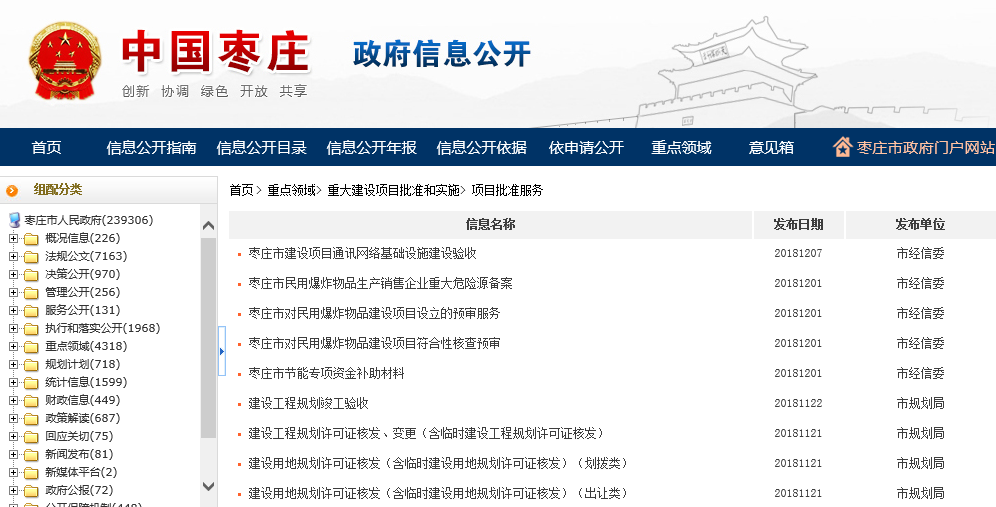 中国枣庄
政府信息公开
创新 协调 绿色 开放 共享
首页 信息公开指南 信息公开目录 信息公开年报 信息公开依据 依申请公开 重点领域 意见箱 枣庄市政府门户网站
组配分类
枣庄市人民政府(239306)
概况信息(226)
法规公文(7163)
决策公开(970)
管理公开(256)
服务公开(131)
执行和落实公开(1968)
重点领域(4318)
规划计划(718)
统计信息(1599)
财政信息(449)
政策解读(687)
回应关切(75)
新闻发布(81)
新媒体平台(2)
政府公报(72)
首页> 重点领域> 重大建设项目批准和实施> 项目批准服务
信息名称 发布日期 发布单位
枣庄市建设项目通讯网络基础设施建设验收 20181207 市经信委
枣庄市民用爆炸物品生产销售企业重大危险源备案 20181201 市经信委
枣庄市对民用爆炸物品建设项目设立的预审服务 20181201 市经信委
枣庄市对民用爆炸物品建设项目符合性核查预审 20181201 市经信委
枣庄市节能专项资金补助材料 20181201 市经信委
建设工程规划竣工验收 20181122 市规划局
建设工程规划许可证核发、变更（含临时建设工程规划许可证核发） 20181121 市规划局
建设用地规划许可证核发（含临时建设用地规划许可证核发）（划拨类） 20181121 市规划局
建设用地规划许可证核发（含临时建设用地规划许可证核发）（出让类） 20181121 市规划局